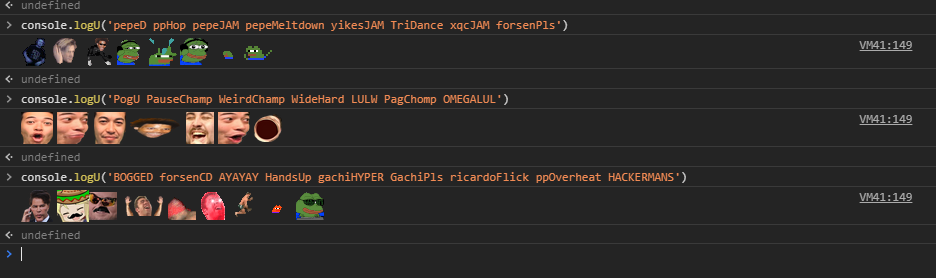 undefined
console.logU('pepeD ppHop pepeJAM pepeMeltdown yikesJAM TriDance xqcJAM forsenPls')
VM41:149
undefined
console.logU('PogU PauseChamp WeirdChamp WideHard LULW PagChomp OMEGALUL')
VM41:149
undefined
console.logU('BOGGED forsenCD AYAYAY HandsUp gachiHYPER GachiPls ricardoFlick ppOverheat HACKERMANS')
VM41:149
undefined